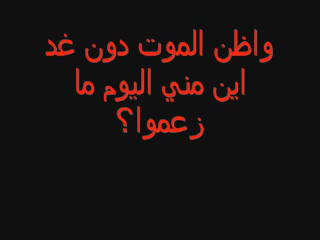 واظن الموت دون غد
اين مني اليوم ما
زعموا؟